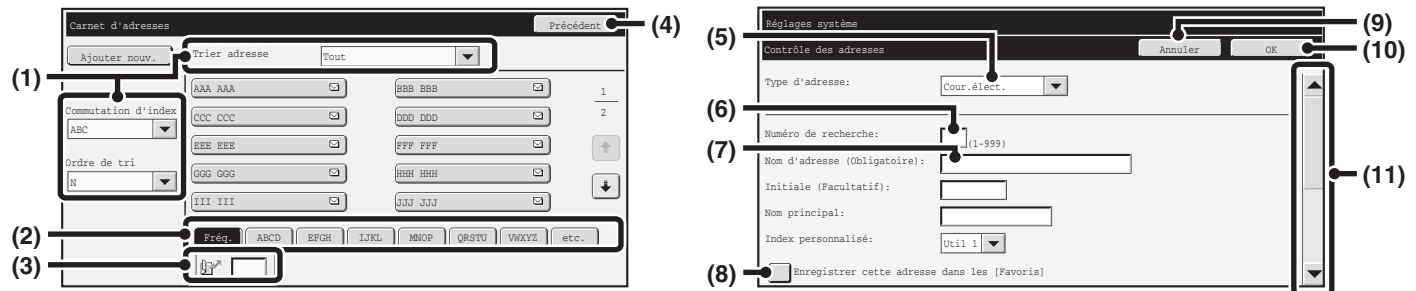 Carnet d'adresses
Précédent
(4)
Ajouter nouv.
Trier adresse
Tout
(1)
AAA AAA
BBB BBB
1
2
Commutation d'index
ABC
CCC CCC
DDD DDD
EEE EEE
FFF FFF
Ordre de tri
N
GGG GGG
HHH HHH
III III
JJJ JJJ
(2)
Fréq.
ABCD
EFGH
IJKL
MNOP
QRSTU
VWXYZ
etc.
(3)
Réglages système
(9)
(5)
Contrôle des adresses
Annuler
OK
(10)
Type d'adresse:
Cour.élect.
(6)
Numéro de recherche:
(1-999)
(7)
Nom d'adresse (Obligatoire):
(11)
Initiale (Facultatif):
Nom principal:
Index personnalisé:
Util 1
(8)
Enregistrer cette adresse dans les [Favoris]